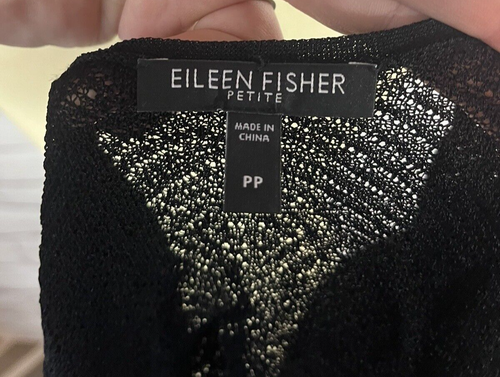 EILEEN FISHER
PETITE
MADE IN
CHINA
PP